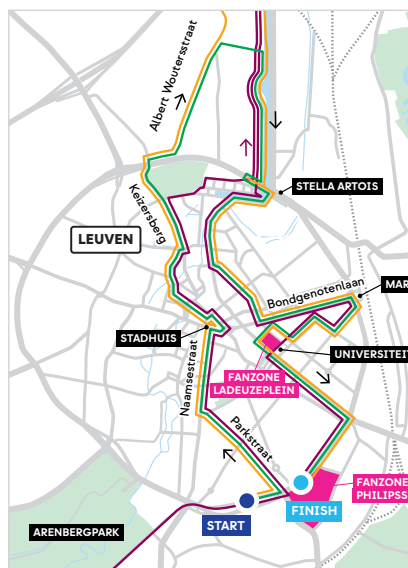 Albert Woutersstraat
STELLA ARTOIS
Keizersberg
LEUVEN
Bondgenotenlaan
MAR
STADHUIS
UNIVERSITEIT
FANZONE
LADEUZEPLEIN
Naamsestraat
Parkstraat
FANZONE
PHILIPSS
FINISH
START
ARENBERGPARK